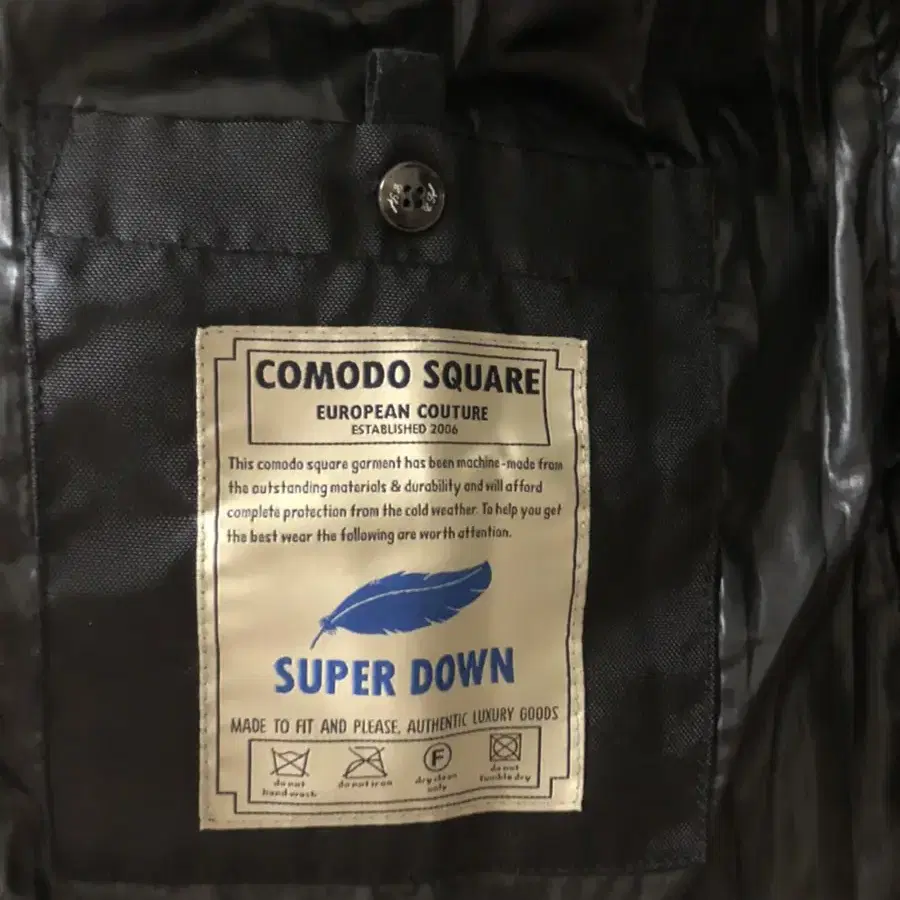 COMODO SQUARE
EUROPEAN COUTURE
ESTABLISHED 2006
This comodo square garment has been machine-made from
the outstanding materials & durability and will afford
complete protection from the cold weather. To help you get
the best wear the following are worth attention.
SUPER DOWN
MADE TO FIT AND PLEASE, AUTHENTIC LUXURY GOODS
F
do not do not iron dry clean do not
hand wash only tumble dry